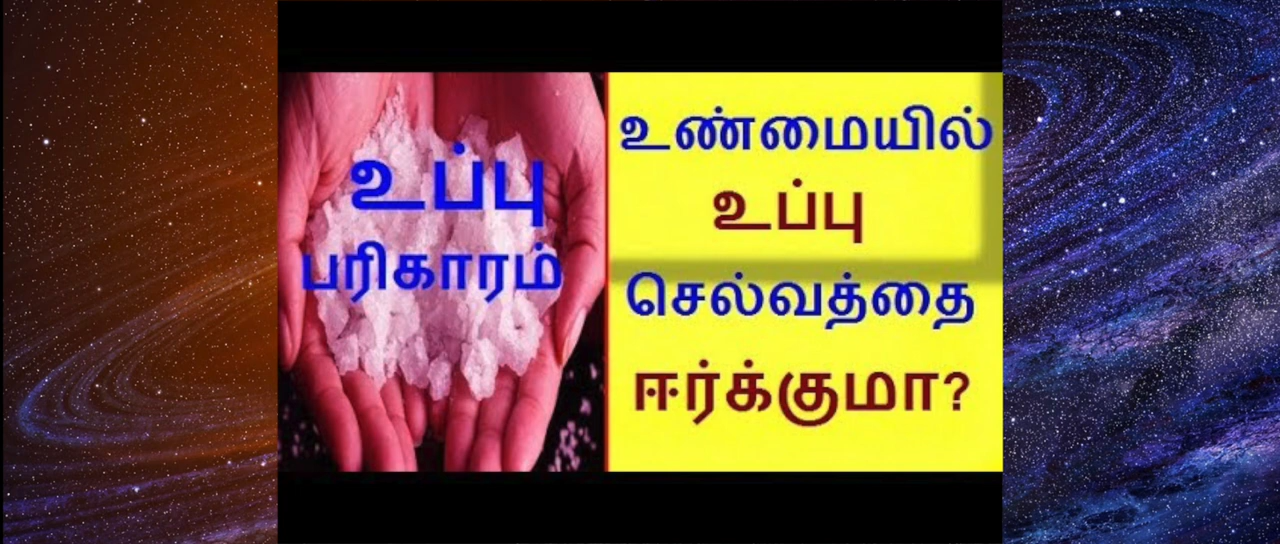 உப்பு
பரிகாரம்
உண்மையில்
உப்பு
செல்வத்தை
ஈர்க்குமா?